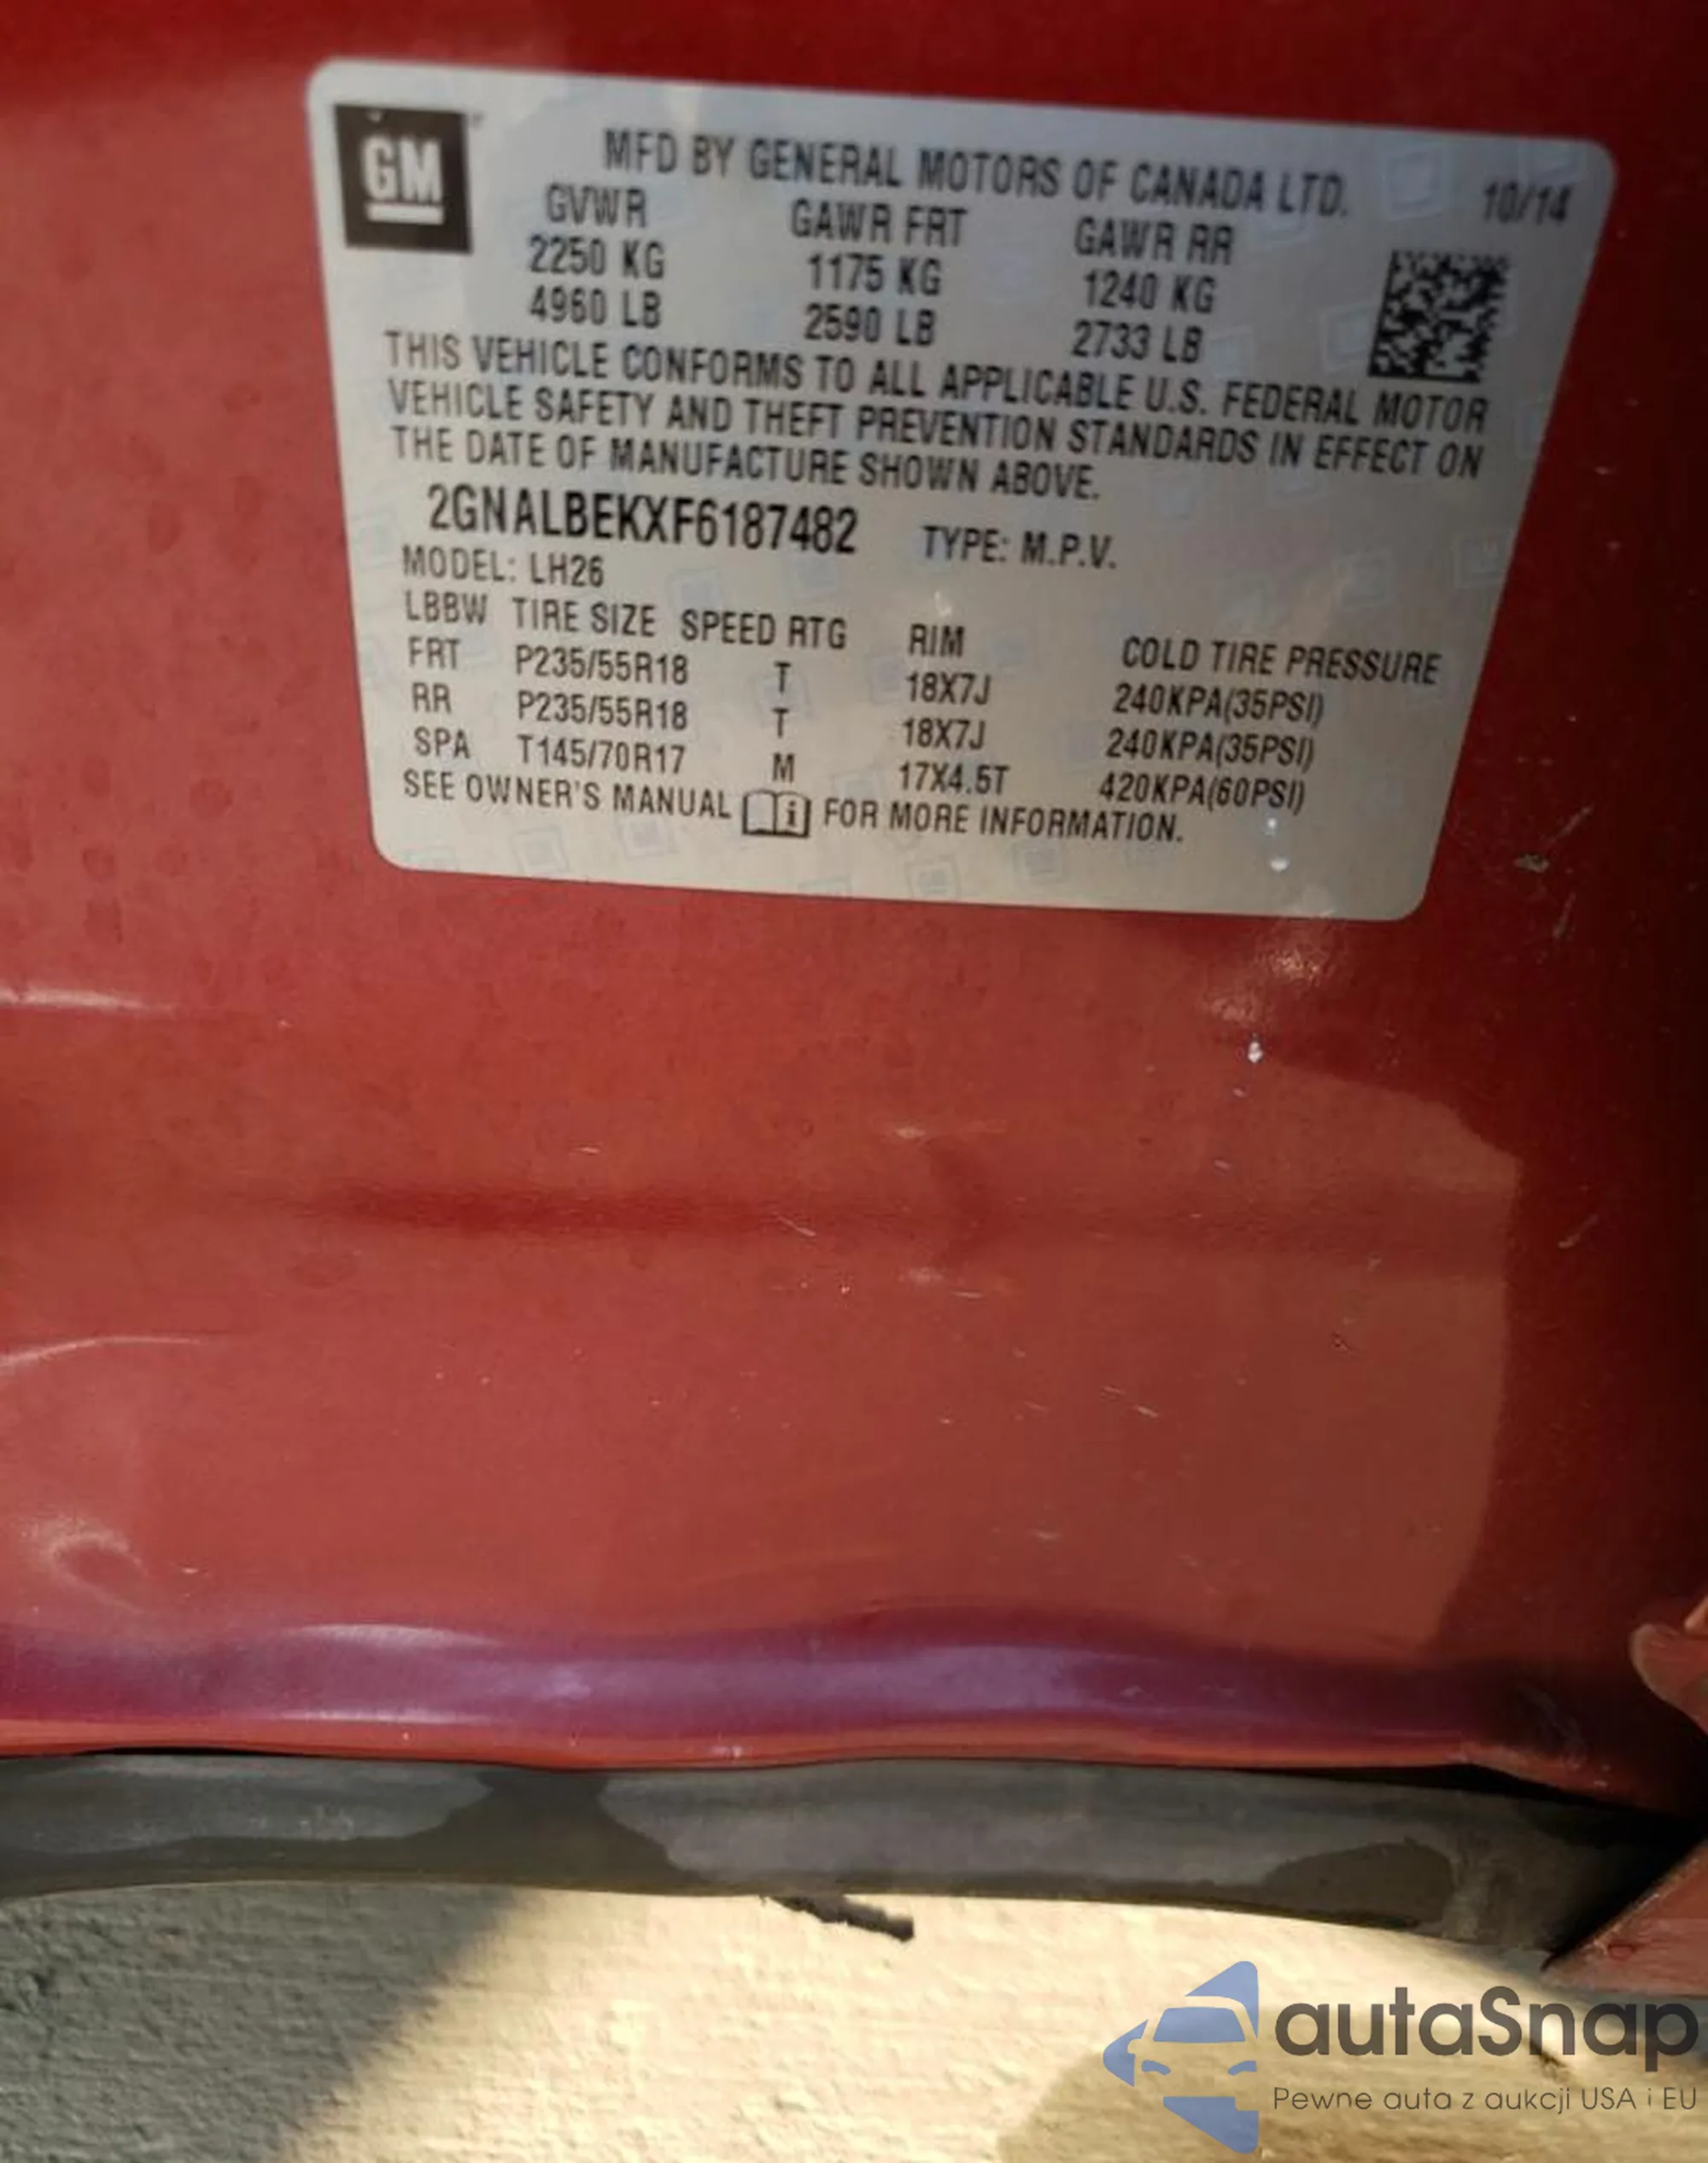 GM
MFD BY GENERAL MOTORS OF CANADA LTD.
10/14
GVWR GAWR FRT GAWR RR
2250 KG 1175 KG 1240 KG
4960 LB 2590 LB 2733 LB
THIS VEHICLE CONFORMS TO ALL APPLICABLE U.S. FEDERAL MOTOR
VEHICLE SAFETY AND THEFT PREVENTION STANDARDS IN EFFECT ON
THE DATE OF MANUFACTURE SHOWN ABOVE.
2GNALBEKXF6187482 TYPE: M.P.V.
MODEL: LH26
LBBW TIRE SIZE SPEED RTG RIM COLD TIRE PRESSURE
FRT P235/55R18 T 18X7J 240KPA(35PSI)
RR P235/55R18 T 18X7J 240KPA(35PSI)
SPA T145/70R17 M 17X4.5T 420KPA(60PSI)
SEE OWNER'S MANUAL i FOR MORE INFORMATION.
autaSnap
Pewne auta z aukcji USA i EU